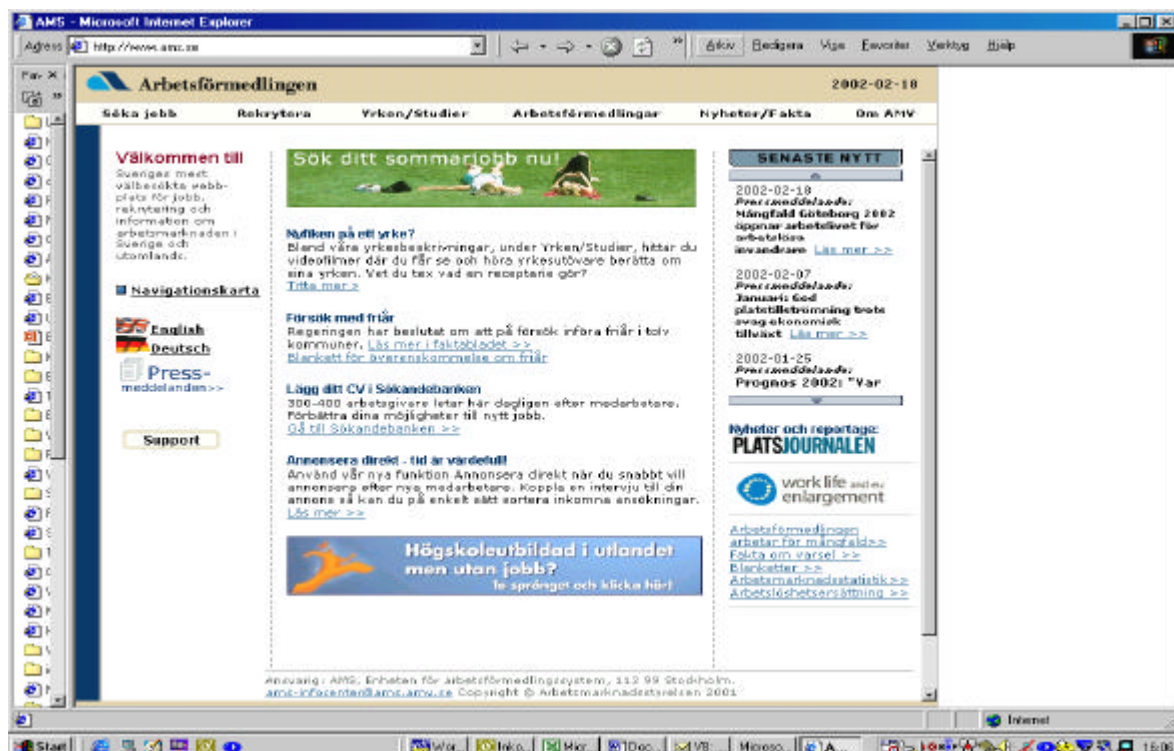 AMS - Microsoft Internet Explorer
Adress http://www.ams.se
Arkiv Redigera Visa Favoriter Verktyg Hjälp
Arbetsförmedlingen
2002-02-18
Söka jobb Rekrytera Yrken/Studier Arbetsförmedlingar Nyheter/Fakta Om AMV
Välkommen till
Sveriges mest
välbesökta webb-
plats för jobb,
rekrytering och
information om
arbetsmarknaden i
Sverige och
utomlands.
Navigationskarta
English
Deutsch
Press-
meddelanden>>
Support
Sök ditt sommarjobb nu!
Nyfiken på ett yrke?
Bland våra yrkesbeskrivningar, under Yrken/Studier, hittar du
videofilmer där du får se och höra yrkesutövare berätta om
sina yrken. Vet du tex vad en receptarie gör?
Titta mer >
Försök med friår
Regeringen har beslutat om att på försök införa friår i tolv
kommuner. Läs mer i faktabladet >>
Blankett för överenskommelse om friår
Lägg ditt CV i Sökandebanken
300-400 arbetsgivare letar här dagligen efter medarbetare.
Förbättra dina möjligheter till nytt jobb.
Gå till Sökandebanken >>
Annonsera direkt - tid är värdefull!
Använd vår nya funktion Annonsera direkt när du snabbt vill
annonsera efter nya medarbetare. Koppla en intervju till din
annons så kan du på enkelt sätt sortera inkomna ansökningar.
Läs mer >>
Högskoleutbildad i utlandet
men utan jobb?
Ta språnget och klicka här!
SENASTE NYTT
2002-02-18
Pressmeddelande:
Mångfald Göteborg 2002
öppnar arbetslivet för
arbetslösa
invandrare Läs mer >>
2002-02-07
Pressmeddelande:
Januari: God
platstillströmning trots
svag ekonomisk
tillväxt Läs mer >>
2002-01-25
Pressmeddelande:
Prognos 2002: "Var
Nyheter och reportage:
PLATSJOURNALEN
work life and eu
enlargement
Arbetsförmedlingen
arbetar för mångfald>>
Fakta om varsel >>
Blanketter >>
Arbetsmarknadsstatistik >>
Arbetslöshetsersättning >>
Ansvarig: AMS, Enheten för arbetsförmedlingssystem, 113 99 Stockholm.
ams-infocenter@ams.amv.se Copyright © Arbetsmarknadsstyrelsen 2001
Internet
Start